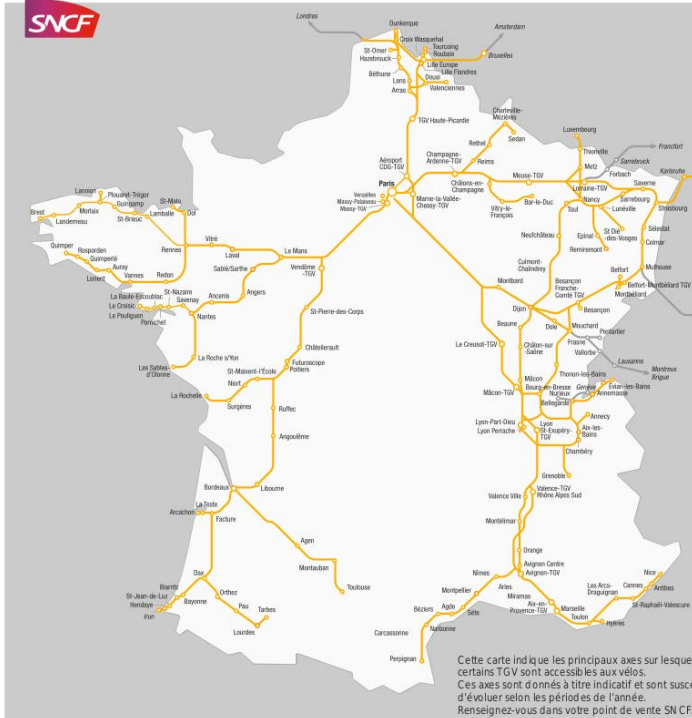 SNCF
Londres
Dunkerque
Amsterdam
Croix Wasquehal
Tourcoing
Roubaix
Bruxelles
St-Omer
Hazebrouck
Lille Europe
Lille Flandres
Béthune
Lens
Douai
Valenciennes
Arras
TGV Haute-Picardie
Charleville-
Mézières
Sedan
Rethel
Reims
Luxembourg
Thionville
Francfort
Sarrebruck
Forbach
Metz
Karlsruhe
Aéroport
CDG-TGV
Champagne-
Ardenne-TGV
Meuse-TGV
Lorraine-TGV
Saverne
Strasbourg
Paris
Versailles
Massy-Palaiseau
Massy-TGV
Marne-la-Vallée-
Chessy-TGV
Châlons-en-
Champagne
Vitry-le-
François
Bar-le-Duc
Toul
Nancy
Sarrebourg
Lunéville
Sélestat
Colmar
Neufchâteau
Epinal
St Dié
-des-Vosges
Remiremont
Mulhouse
Lannion
Plouaret-Trégor
Guingamp
St-Malo
Brest
Morlaix
Landerneau
St-Brieuc
Lamballe
Dol
Quimper
Rosporden
Quimperlé
Auray
Lorient
Vannes
Redon
Rennes
Vitré
Laval
Le Mans
Sablé/Sarthe
Vendôme
-TGV
Culmont-
Chalindrey
Montbard
Besançon
Franche-
Comté TGV
Belfort
Belfort-Montbéliard TGV
Montbéliard
Besançon
Dijon
La Baule-Escoublac
St-Nazaire
Le Croisic
Savenay
Le Pouliguen
Pornichet
Ancenis
Angers
Nantes
St-Pierre-des-Corps
Beaune
Dole
Mouchard
Pontarlier
Frasne
Vallorbe
Lausanne
Montreux
Brigue
Le Creusot-TGV
Châlon-sur
-Saône
La Roche s/Yon
Les Sables-
d'Olonne
Châtellerault
Futuroscope
Poitiers
St-Maixent-l'École
Niort
La Rochelle
Surgères
Ruffec
Angoulême
Thonon-les-Bains
Mâcon
Bourg-en-Bresse
Mâcon-TGV
Nurieux
Genève
Evian-les-Bains
Annemasse
Bellegarde
Annecy
Lyon-Part-Dieu
Lyon Perrache
Lyon
St-Exupéry-
TGV
Aix-les
-Bains
Chambéry
Grenoble
Bordeaux
Libourne
La Teste
Arcachon
Facture
Valence-TGV
Rhône Alpes Sud
Valence Ville
Montélimar
Agen
Montauban
Toulouse
Orange
Avignon Centre
Avignon-TGV
Dax
Biarritz
St-Jean-de-Luz
Hendaye
Irun
Bayonne
Orthez
Pau
Tarbes
Lourdes
Nîmes
Montpellier
Arles
Miramas
Aix-en-
Provence-TGV
Marseille
Toulon
Hyères
Les Arcs-
Draguignan
Cannes
Nice
Antibes
St-Raphaël-Valescure
Béziers
Agde
Sète
Carcassonne
Narbonne
Perpignan
Cette carte indique les principaux axes sur lesque
certains TGV sont accessibles aux vélos.
Ces axes sont donnés à titre indicatif et sont susce
d'évoluer selon les périodes de l'année.
Renseignez-vous dans votre point de vente SNCF